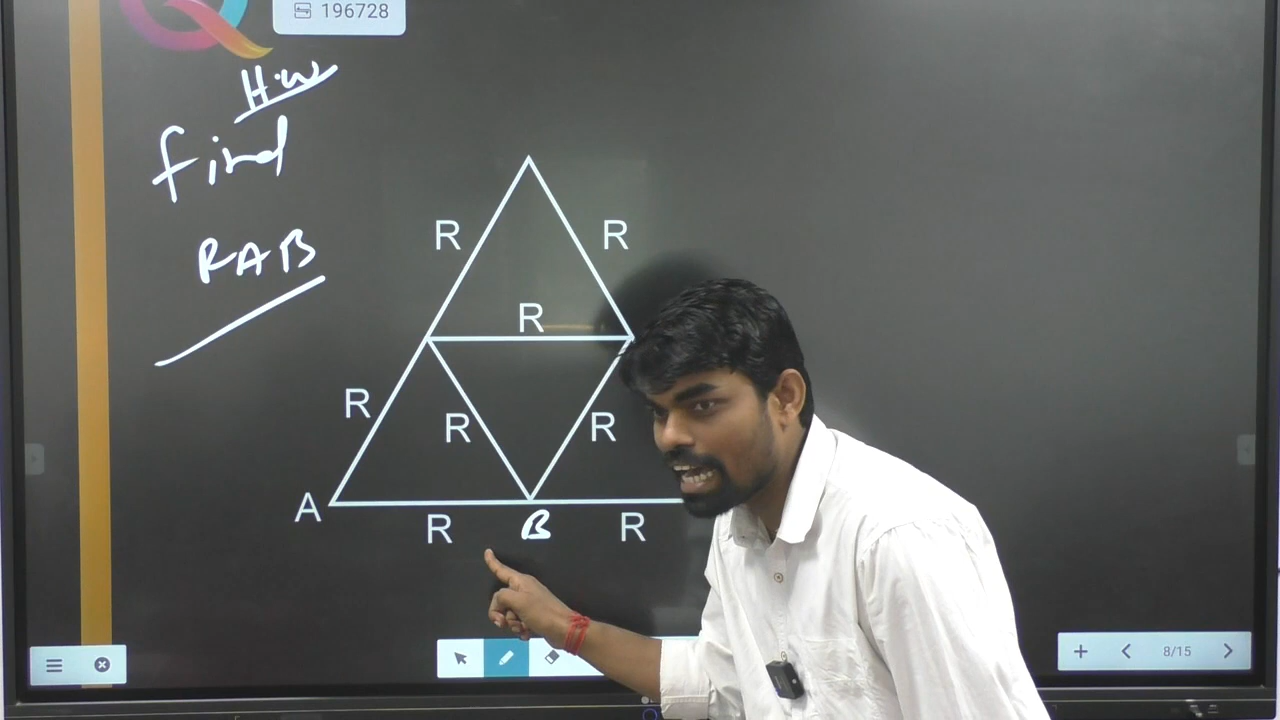 196728
H.W
find
RAB
R R
R
R R R
A
R B R
8/15